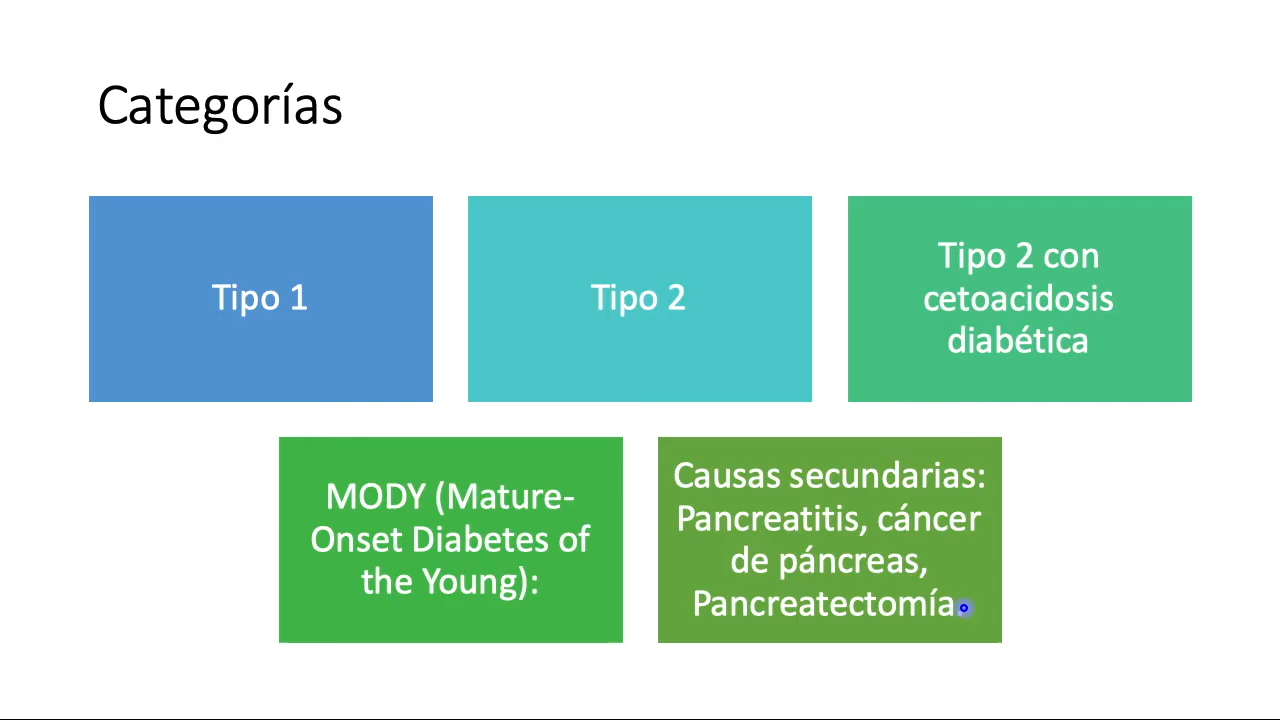 Categorías
Tipo 1
Tipo 2
Tipo 2 con
cetoacidosis
diabética
MODY (Mature-
Onset Diabetes of
the Young):
Causas secundarias:
Pancreatitis, cáncer
de páncreas,
Pancreatectomía.